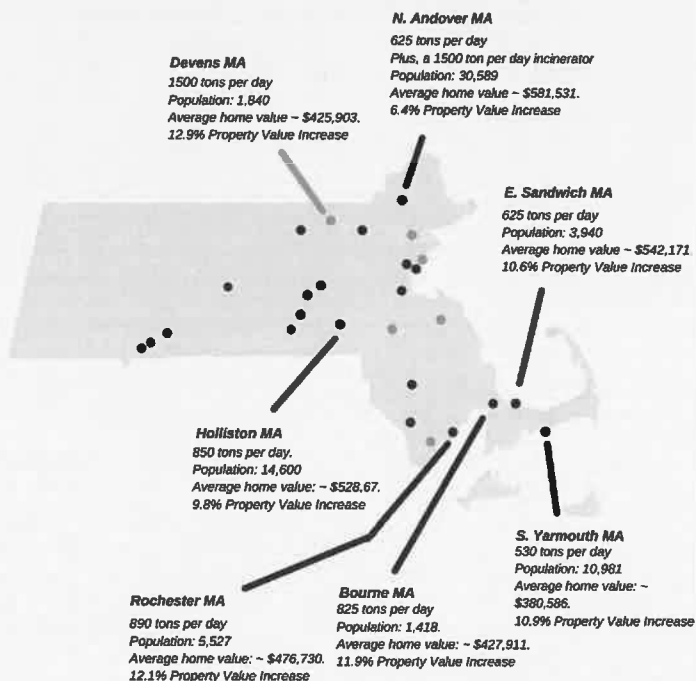 N. Andover MA
625 tons per day
Plus, a 1500 ton per day incinerator
Population: 30,589
Average home value ~ $581,531.
6.4% Property Value Increase
Devens MA
1500 tons per day
Population: 1,840
Average home value ~ $425,903.
12.9% Property Value Increase
E. Sandwich MA
625 tons per day
Population: 3,940
Average home value ~ $542,171
10.6% Property Value Increase
Holliston MA
850 tons per day.
Population: 14,600
Average home value: ~ $528,67.
9.8% Property Value Increase
S. Yarmouth MA
530 tons per day
Population: 10,981
Average home value: ~
$380,586.
10.9% Property Value Increase
Rochester MA
890 tons per day
Population: 5,527
Average home value: ~ $476,730.
12.1% Property Value Increase
Bourne MA
825 tons per day
Population: 1,418.
Average home value: ~ $427,911.
11.9% Property Value Increase